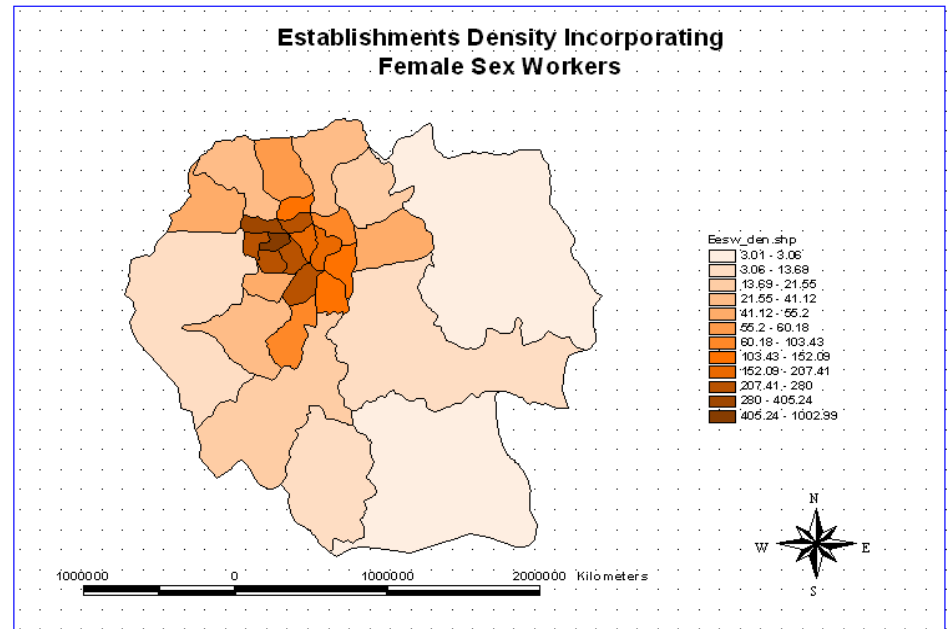 Establishments Density Incorporating
Female Sex Workers
Eesw_den.shp
3.01 - 3.06
3.06 - 13.69
13.69 - 21.55
21.55 - 41.12
41.12 - 55.2
55.2 - 60.18
60.18 - 103.43
103.43 - 152.09
152.09 - 207.41
207.41 - 280
280 - 405.24
405.24 - 1002.99
N
W E
S
1000000 0 1000000 2000000 Kilometers